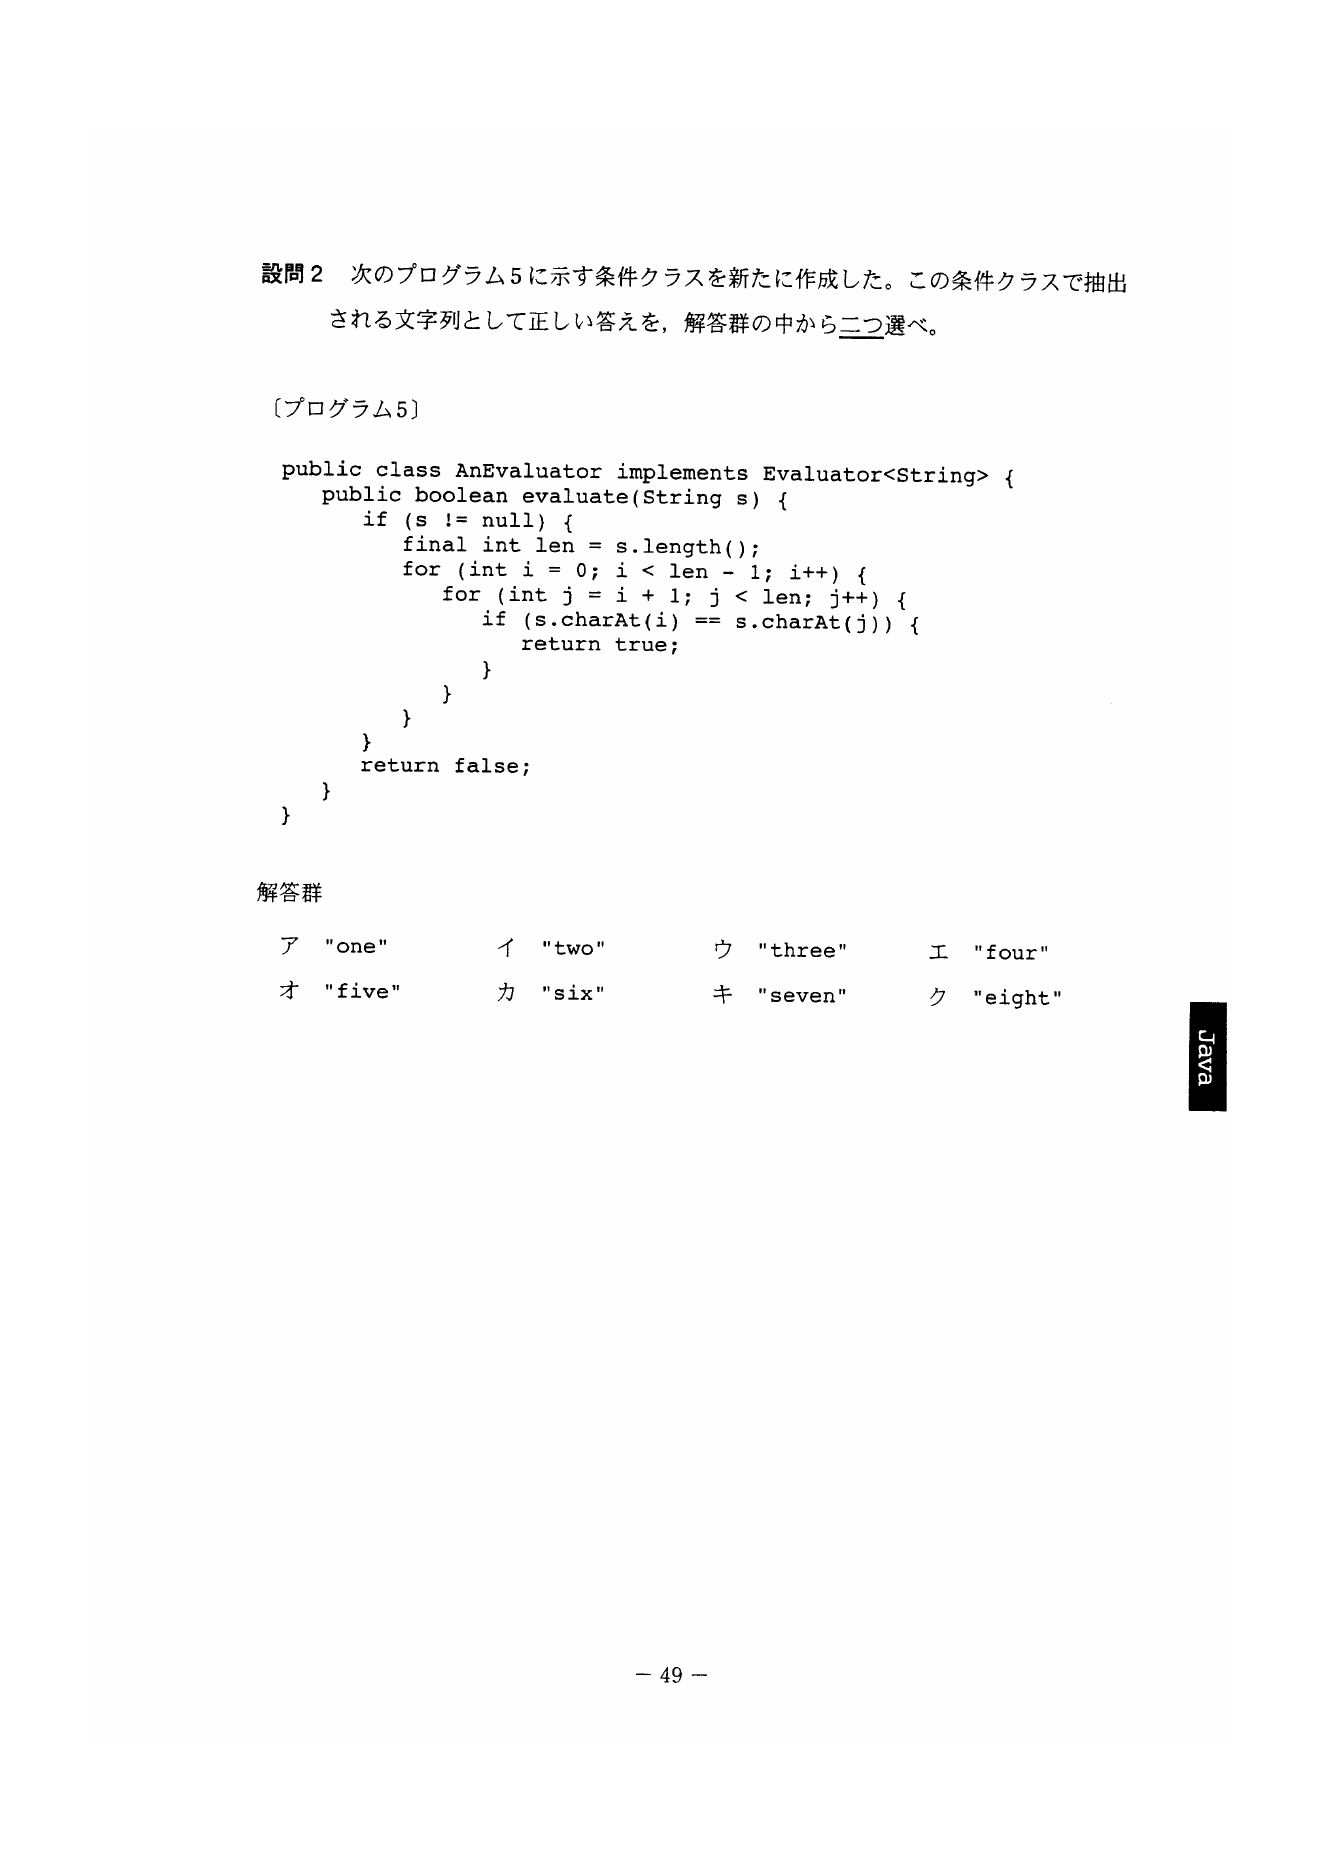 設問2　次のプログラム5に示す条件クラスを新たに作成した。この条件クラスで抽出
される文字列として正しい答えを，解答群の中から二つ選べ。
〔プログラム5〕
public class AnEvaluator implements Evaluator<String> {
   public boolean evaluate(String s) {
      if (s != null) {
         final int len = s.length();
         for (int i = 0; i < len - 1; i++) {
            for (int j = i + 1; j < len; j++) {
               if (s.charAt(i) == s.charAt(j)) {
                  return true;
               }
            }
         }
      }
      return false;
   }
}
解答群
ア "one"　イ "two"　ウ "three"　エ "four"
オ "five"　カ "six"　キ "seven"　ク "eight"
Java
－ 49 －